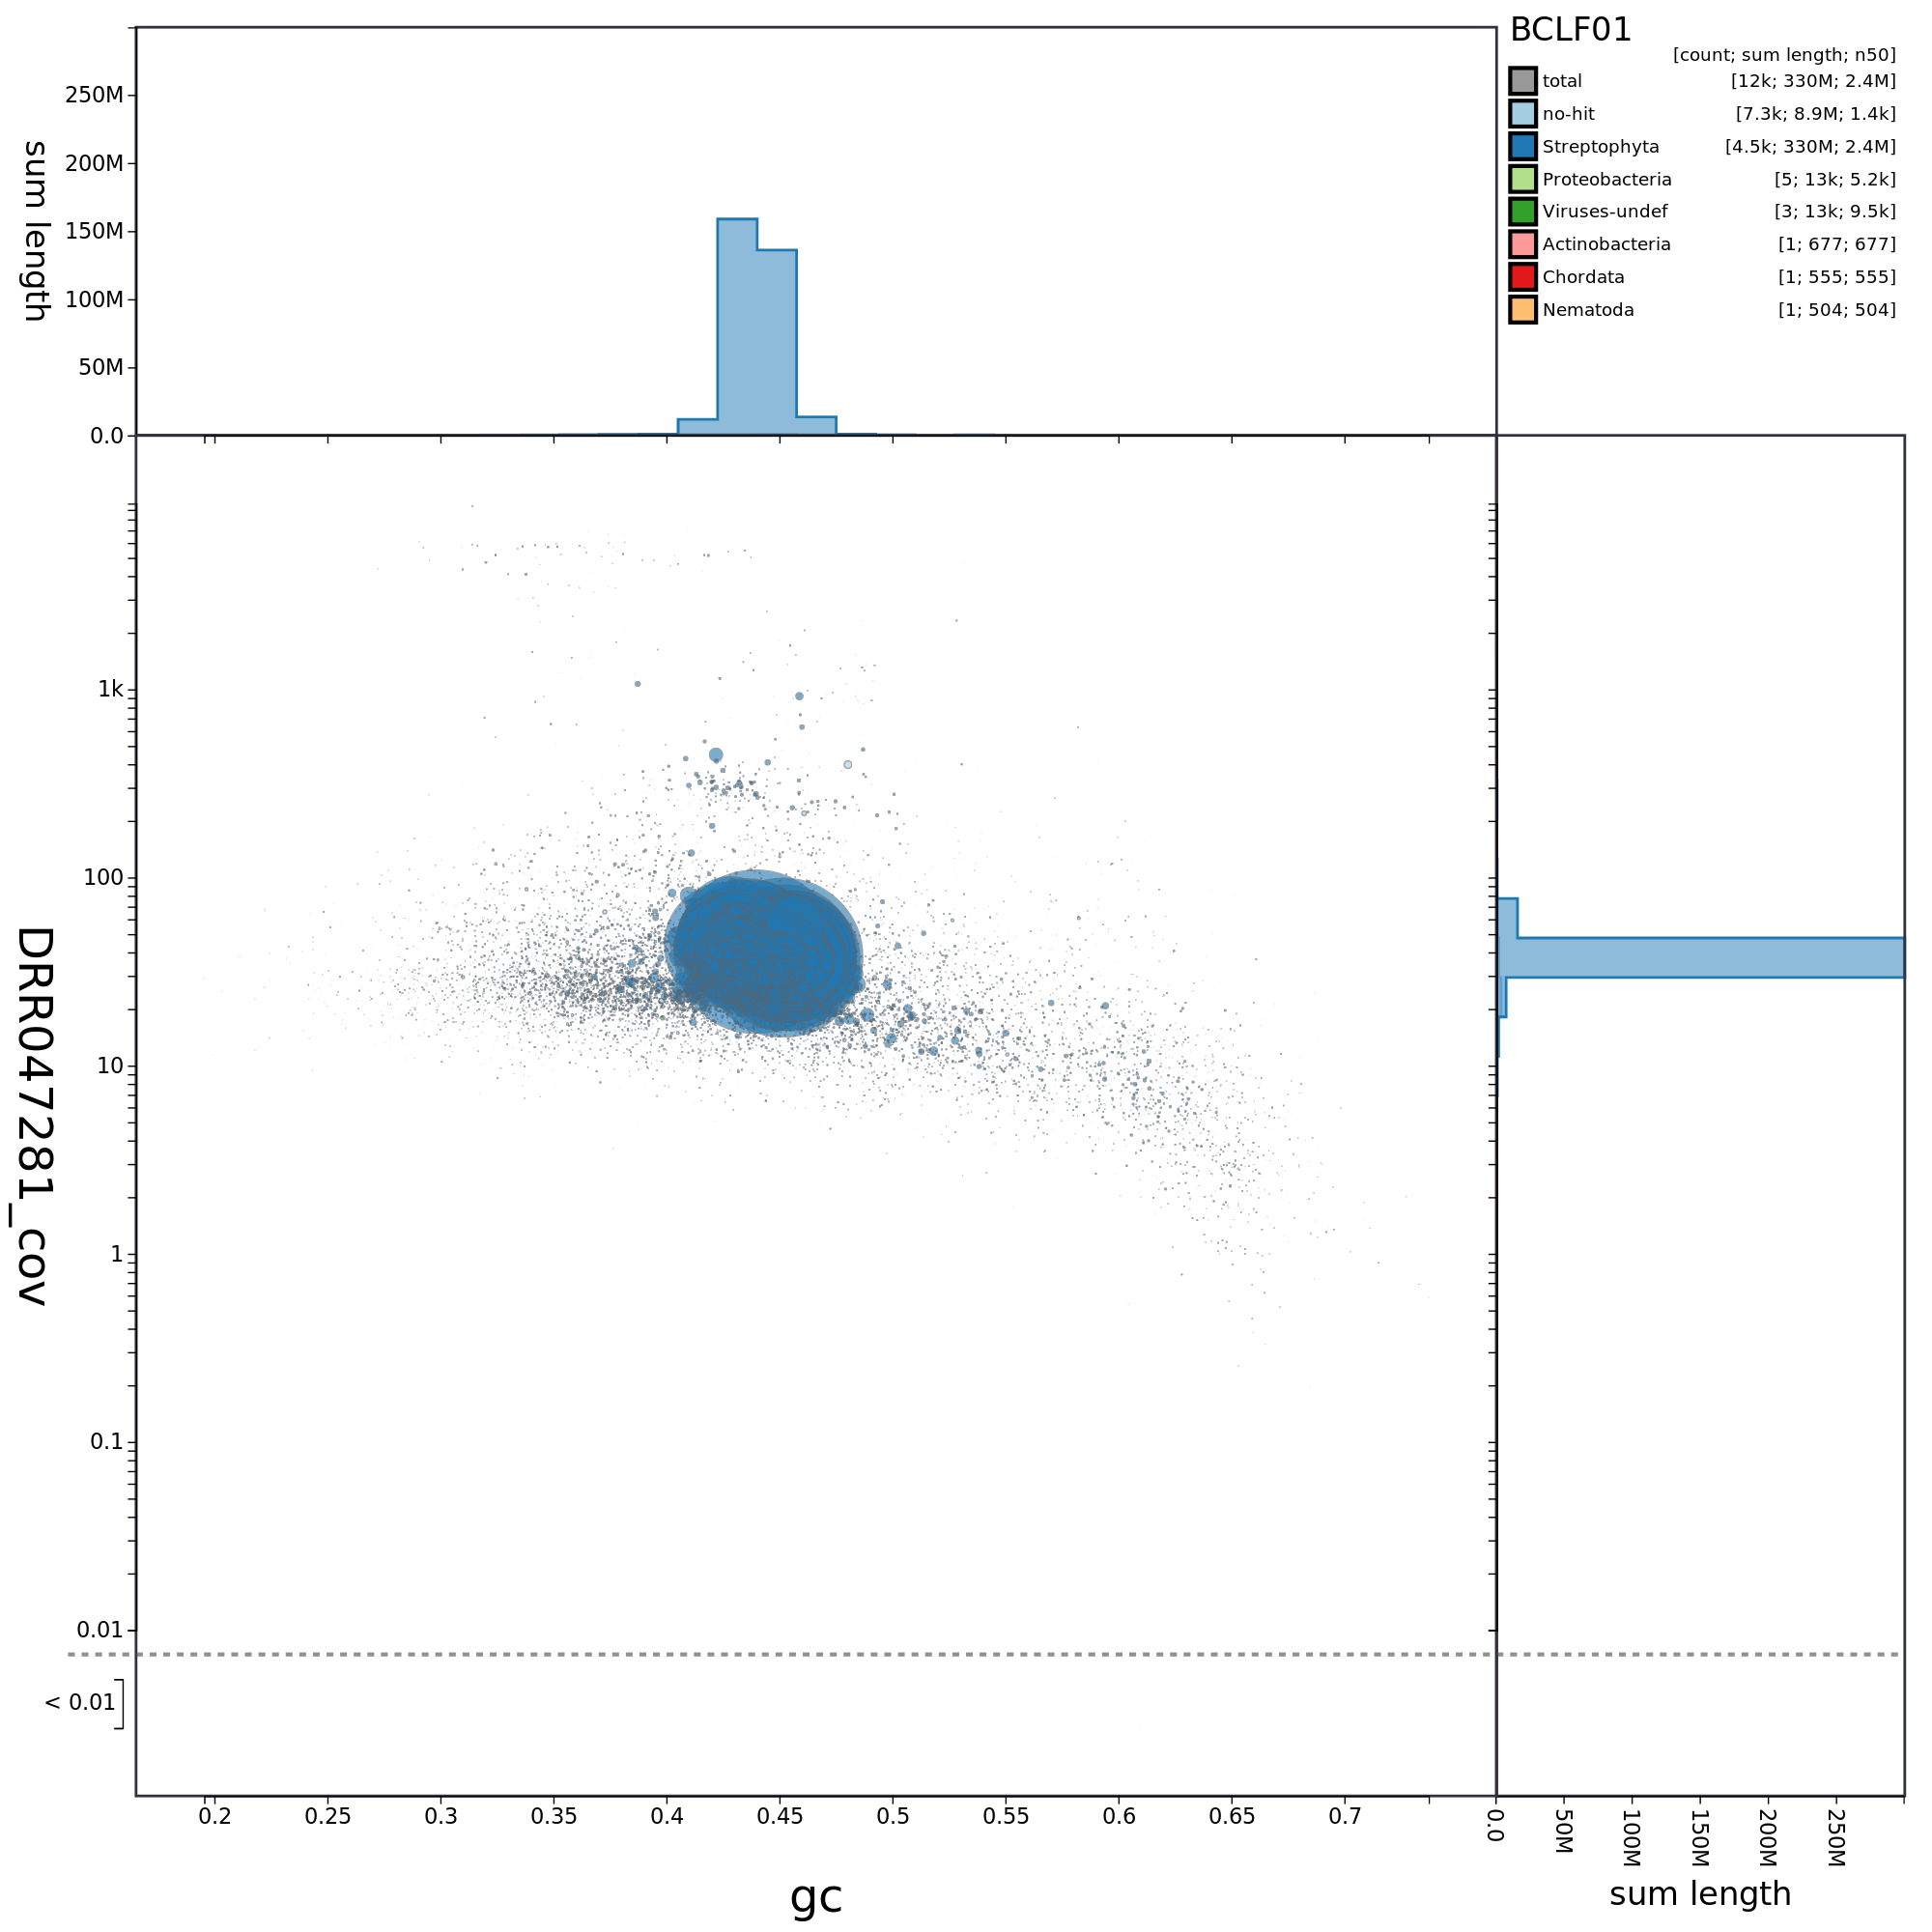 BCLF01
[count; sum length; n50]
total [12k; 330M; 2.4M]
no-hit [7.3k; 8.9M; 1.4k]
Streptophyta [4.5k; 330M; 2.4M]
Proteobacteria [5; 13k; 5.2k]
Viruses-undef [3; 13k; 9.5k]
Actinobacteria [1; 677; 677]
Chordata [1; 555; 555]
Nematoda [1; 504; 504]
sum length
250M
200M
150M
100M
50M
0.0
DRR047281_cov
1k
100
10
1
0.1
0.01
< 0.01
0.2 0.25 0.3 0.35 0.4 0.45 0.5 0.55 0.6 0.65 0.7
gc
0.0 50M 100M 150M 200M 250M
sum length